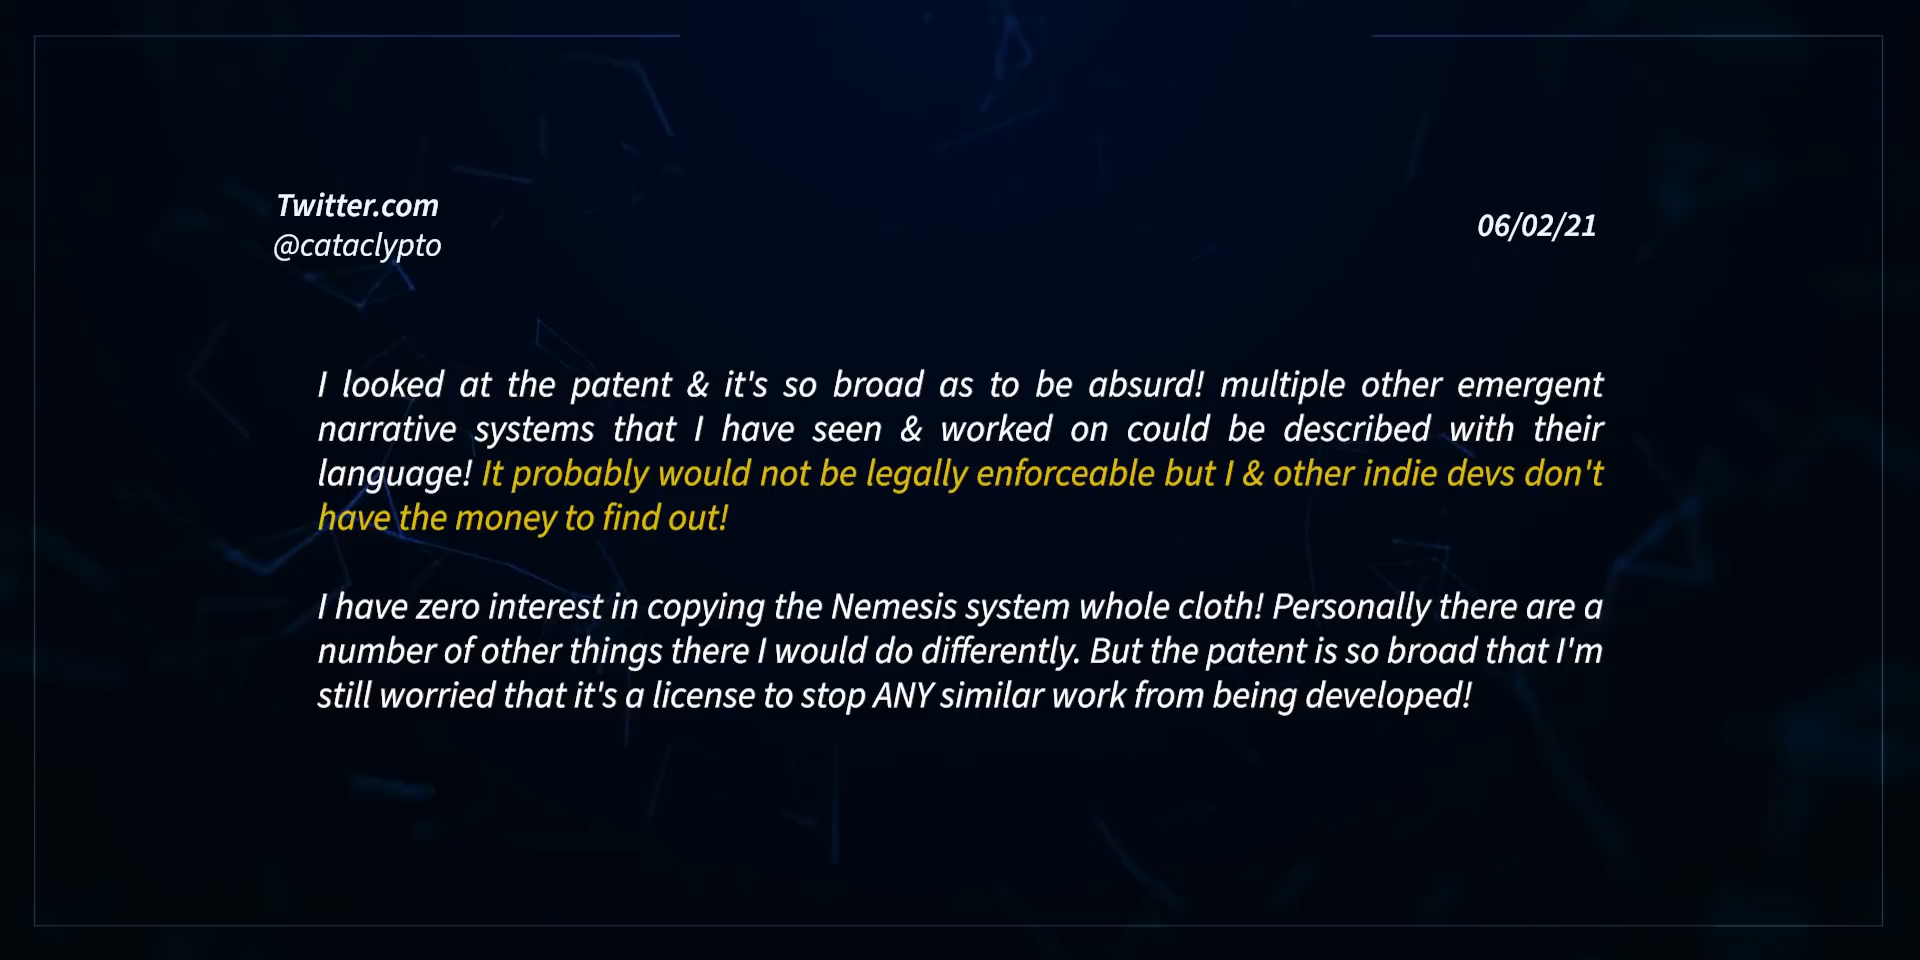 Twitter.com
@cataclypto
06/02/21
I looked at the patent & it's so broad as to be absurd! multiple other emergent
narrative systems that I have seen & worked on could be described with their
language! It probably would not be legally enforceable but I & other indie devs don't
have the money to find out!
I have zero interest in copying the Nemesis system whole cloth! Personally there are a
number of other things there I would do differently. But the patent is so broad that I'm
still worried that it's a license to stop ANY similar work from being developed!